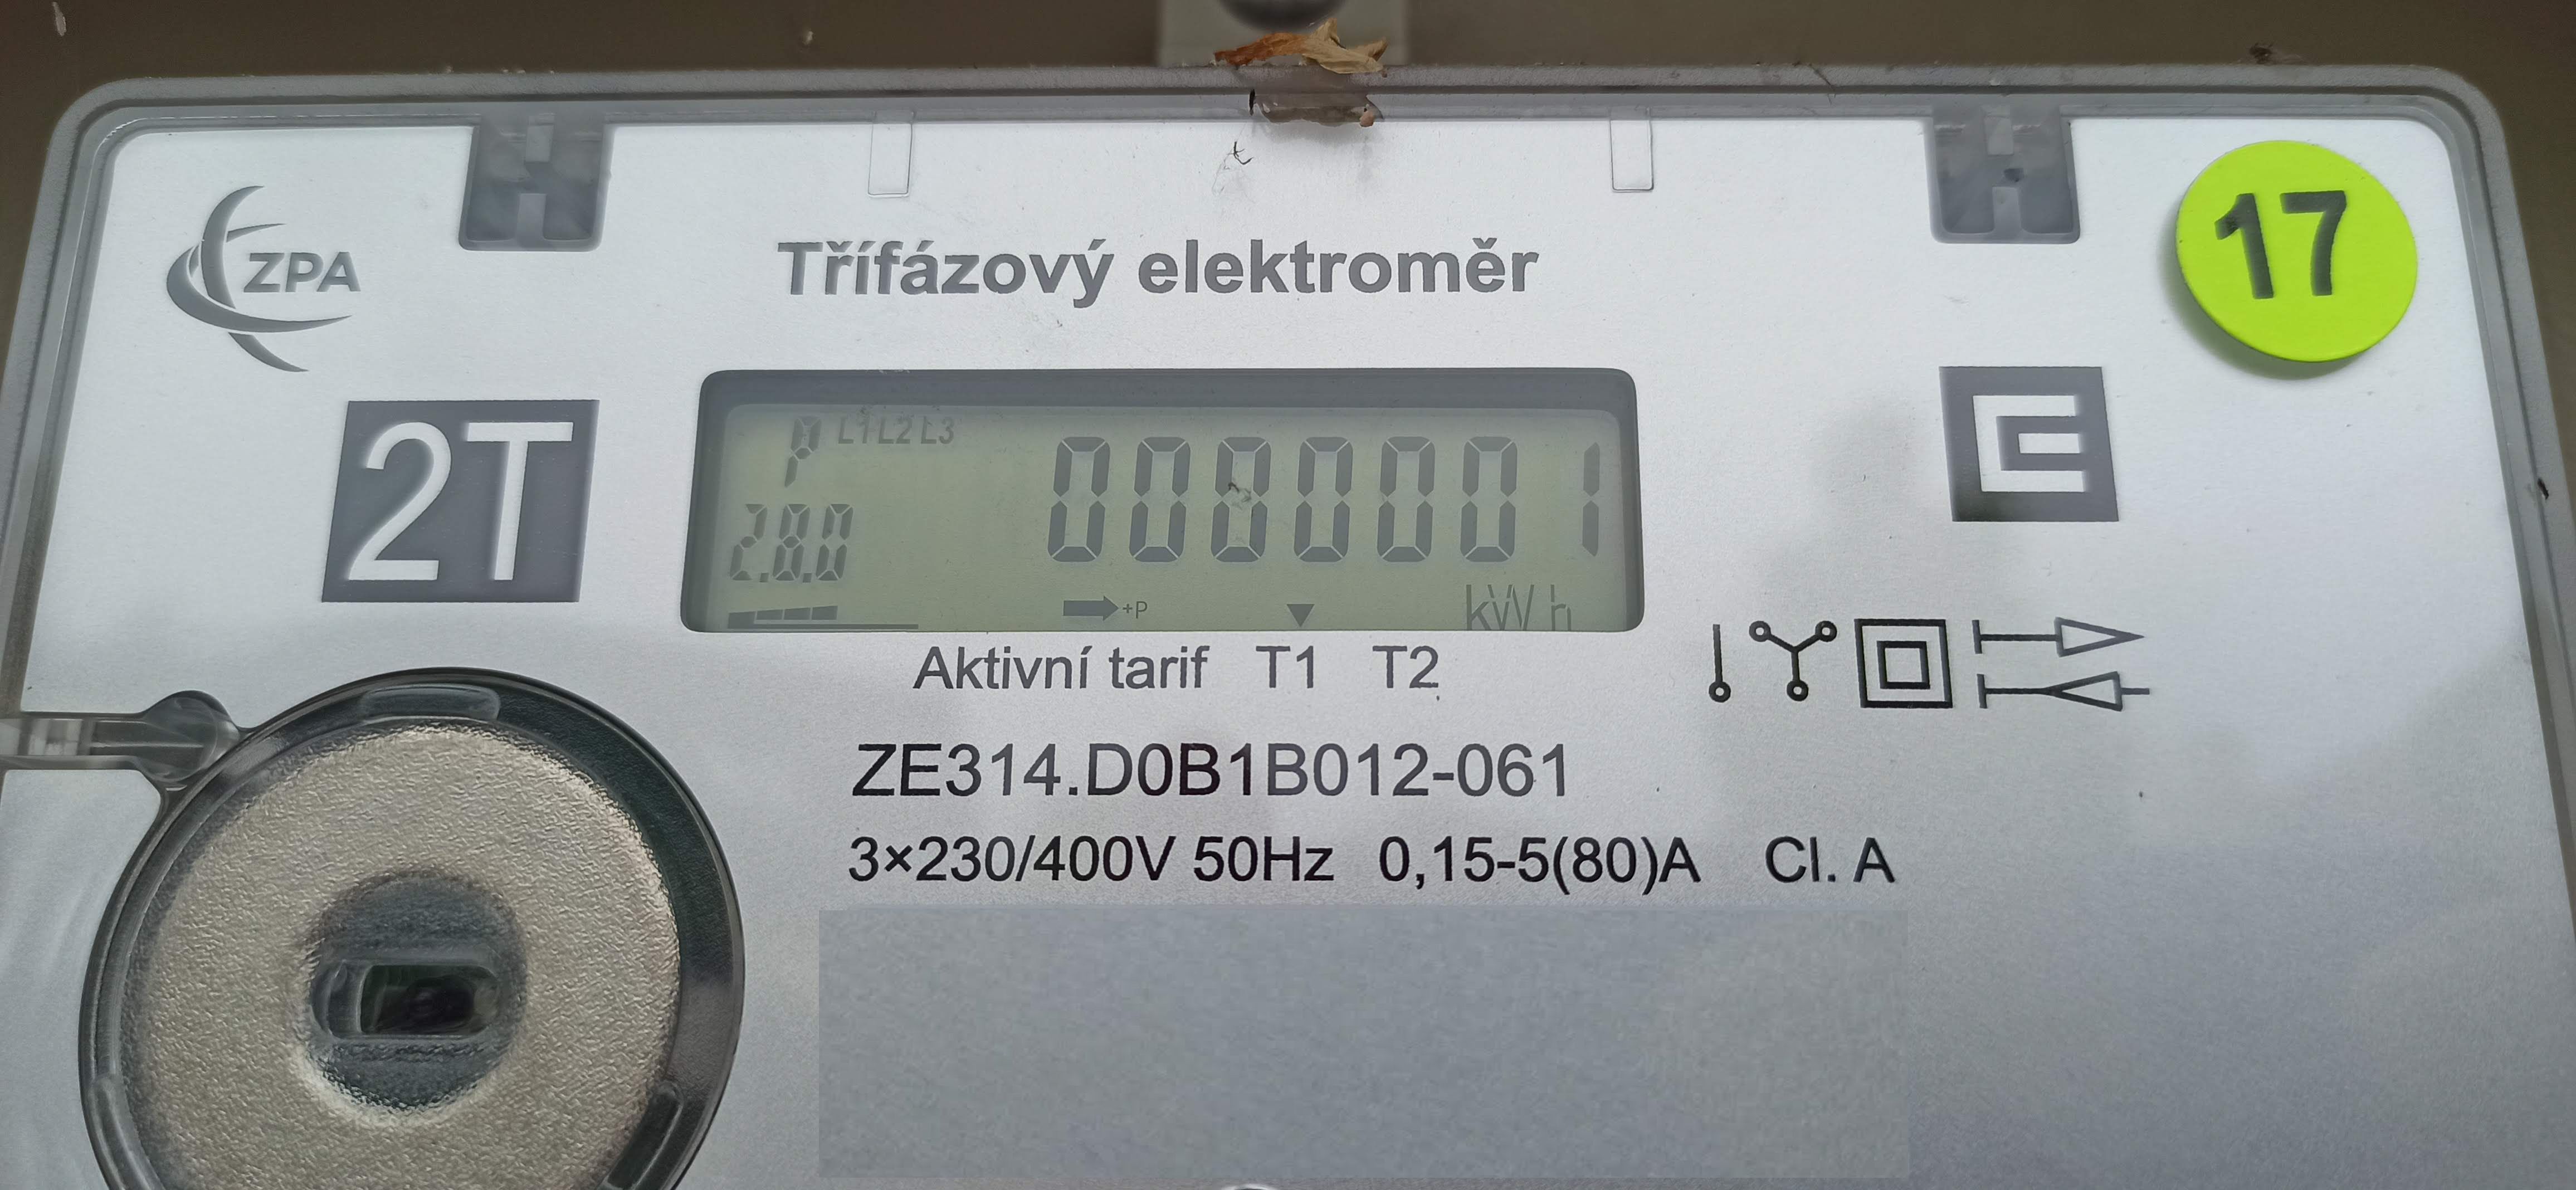 17
ZPA
Třífázový elektroměr
2T
P L1 L2 L3
2.8.0
0000001
+P
kWh
Aktivní tarif T1 T2
ZE314.D0B1B012-061
3×230/400V 50Hz 0,15-5(80)A Cl. A